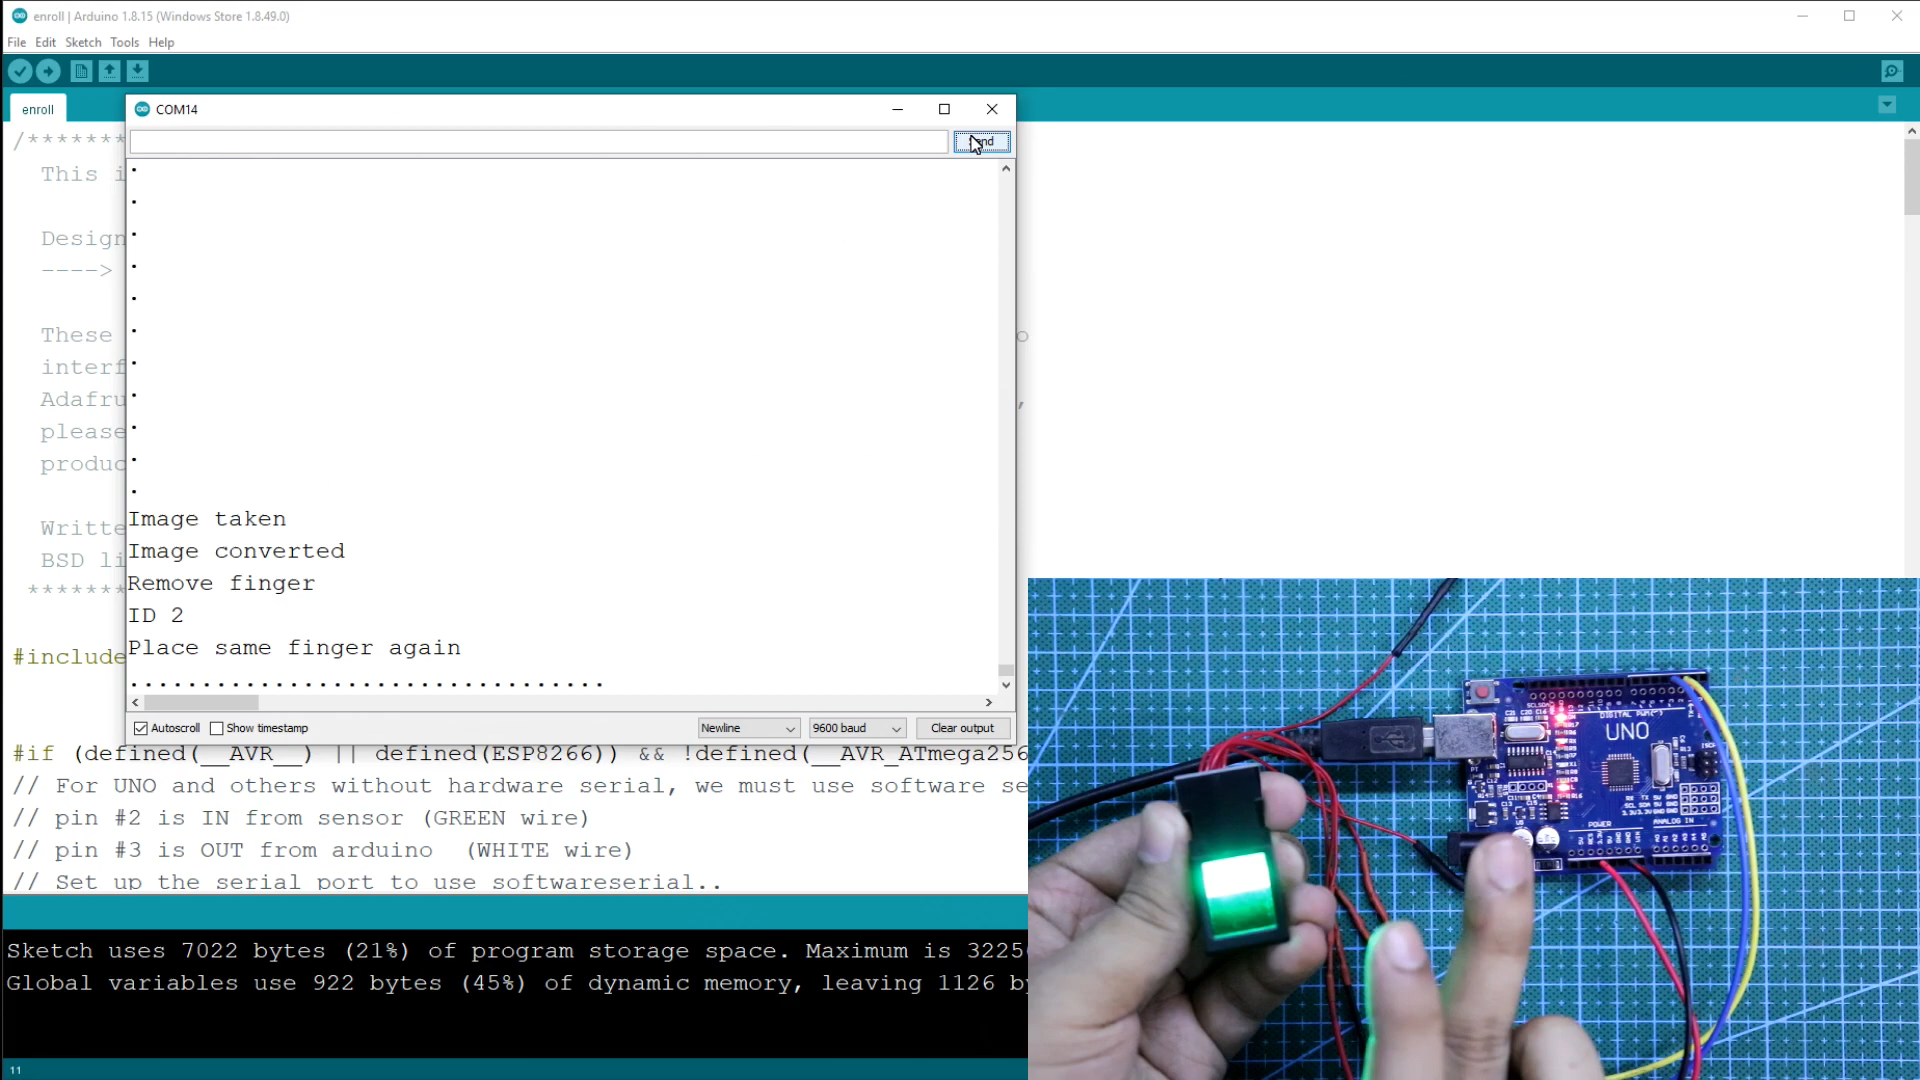 enroll | Arduino 1.8.15 (Windows Store 1.8.49.0)
File Edit Sketch Tools Help
enroll
COM14
/*******
This i
Design
---->
These
interf
Adafru
please
produc
Writte
BSD li
*******
.
.
.
.
.
.
.
.
.
.
.
Image taken
Image converted
Remove finger
ID 2
Place same finger again
.................................
Autoscroll
Show timestamp
Newline
9600 baud
Clear output
#include
#if (defined(__AVR__) || defined(ESP8266)) && !defined(__AVR_ATmega256
// For UNO and others without hardware serial, we must use software se
// pin #2 is IN from sensor (GREEN wire)
// pin #3 is OUT from arduino (WHITE wire)
// Set up the serial port to use softwareserial..
Sketch uses 7022 bytes (21%) of program storage space. Maximum is 3225
Global variables use 922 bytes (45%) of dynamic memory, leaving 1126 by
11
UNO
DIGITAL
POWER
ANALOG IN